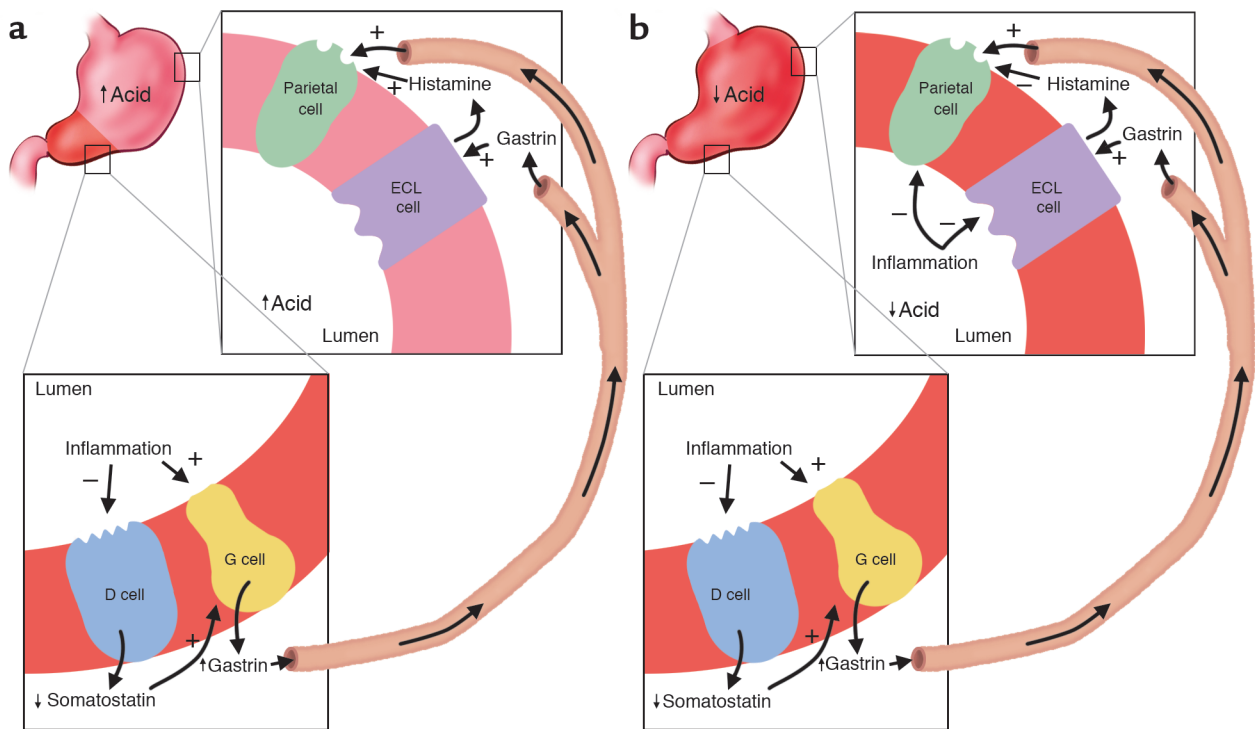 a
↑Acid
Parietal
cell
+
+
Histamine
Gastrin
+
ECL
cell
↑Acid
Lumen
Lumen
Inflammation
–
+
D cell
G cell
+
↑Gastrin
↓ Somatostatin
b
↓ Acid
Parietal
cell
+
–
Histamine
Gastrin
+
ECL
cell
–
–
Inflammation
↓Acid
Lumen
Lumen
Inflammation
–
+
D cell
G cell
+
↑Gastrin
↓Somatostatin